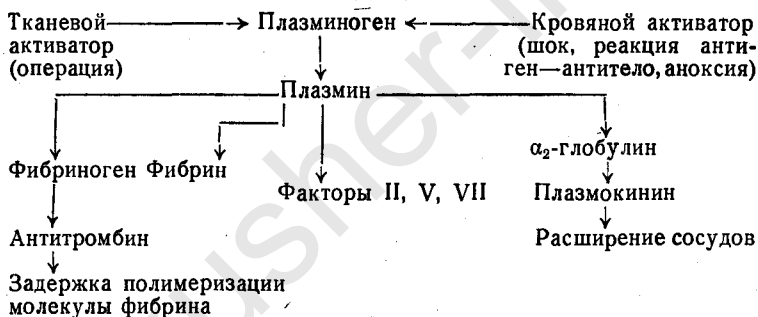 Тканевой → Плазминоген ← Кровяной активатор
активатор (шок, реакция анти-
(операция) ген—антитело, аноксия)
Плазмин
α₂-глобулин
Фибриноген Фибрин
Факторы II, V, VII Плазмокинин
Антитромбин Расширение сосудов
Задержка полимеризации
молекулы фибрина
usher-